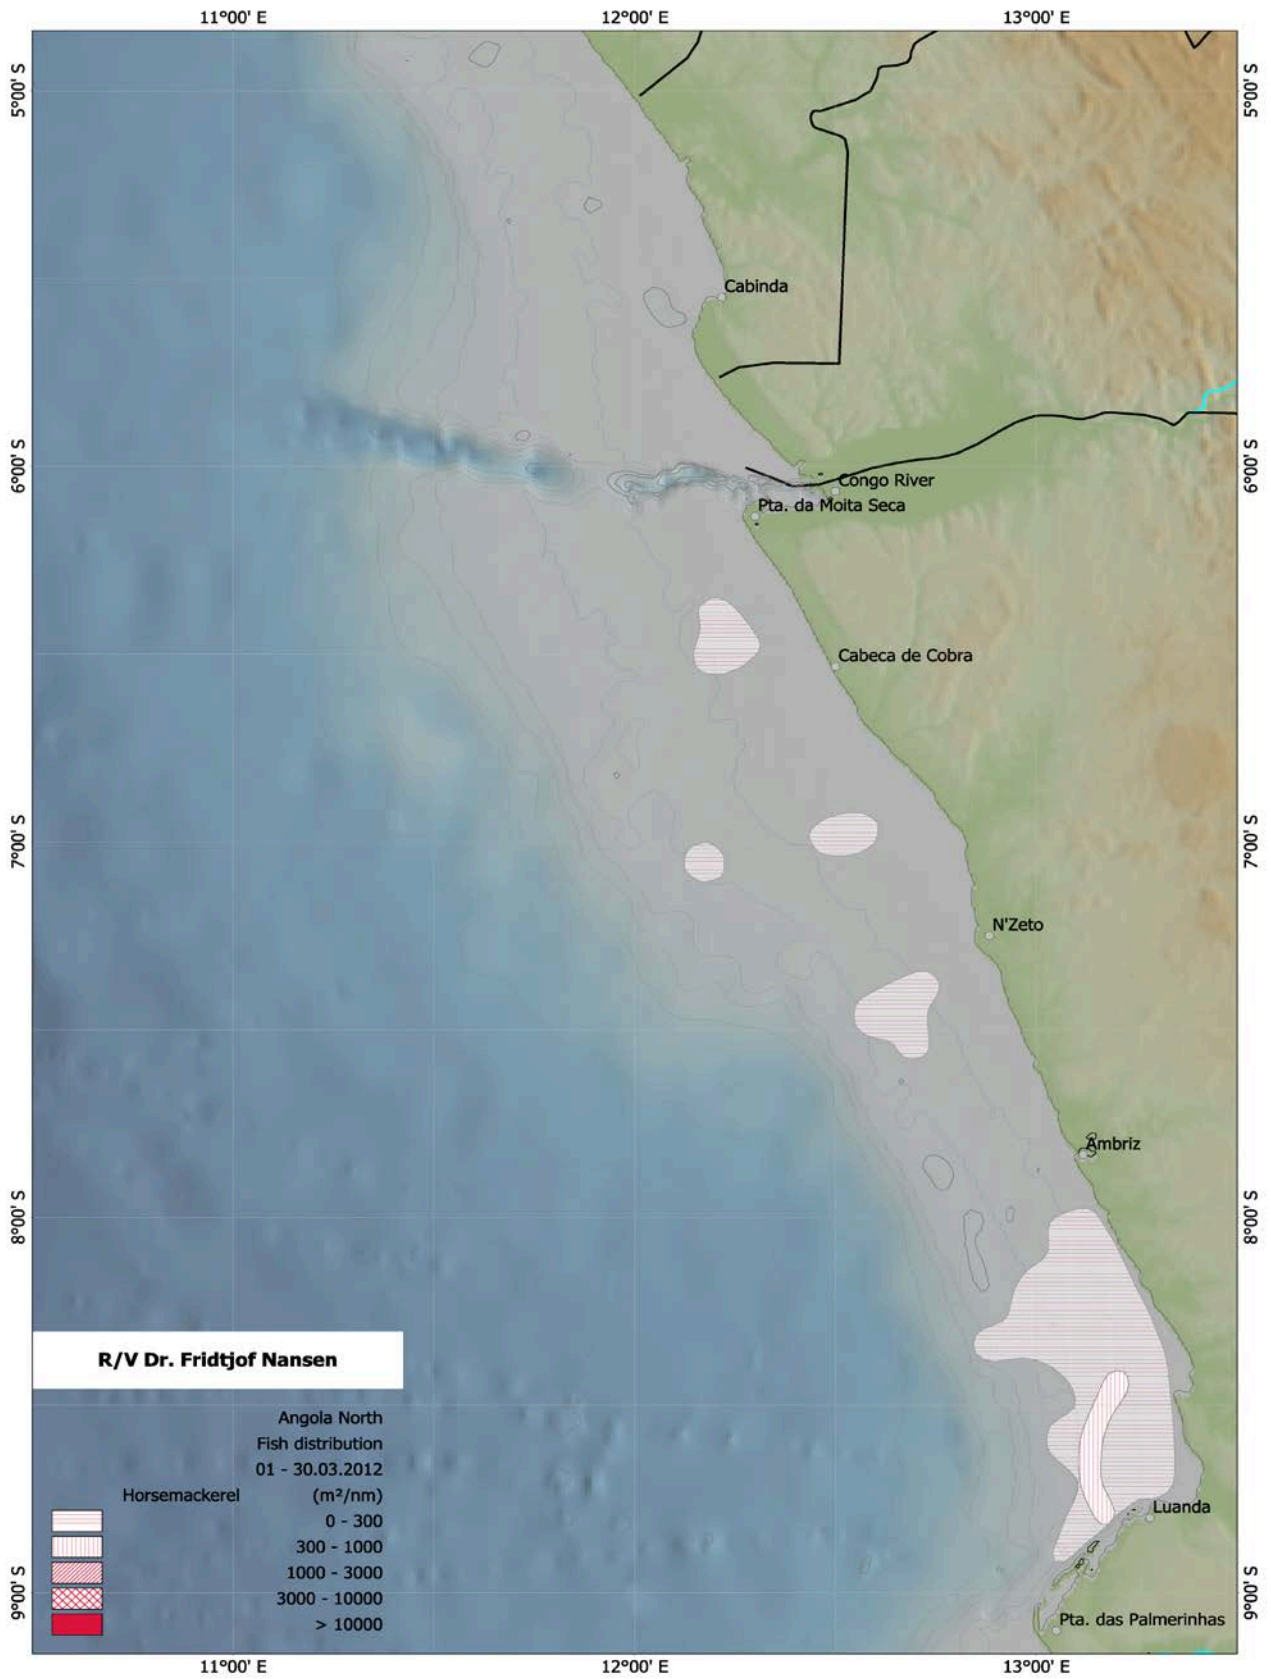 11°00' E 12°00' E 13°00' E
5°00' S 5°00' S
Cabinda
6°00' S 6°00' S
Congo River
Pta. da Moita Seca
Cabeca de Cobra
7°00' S 7°00' S
N'Zeto
Ambriz
8°00' S 8°00' S
R/V Dr. Fridtjof Nansen
Angola North
Fish distribution
01 - 30.03.2012
Horsemackerel (m²/nm)
0 - 300
300 - 1000
1000 - 3000
3000 - 10000
> 10000
Luanda
9°00' S 9°00' S
Pta. das Palmerinhas
11°00' E 12°00' E 13°00' E